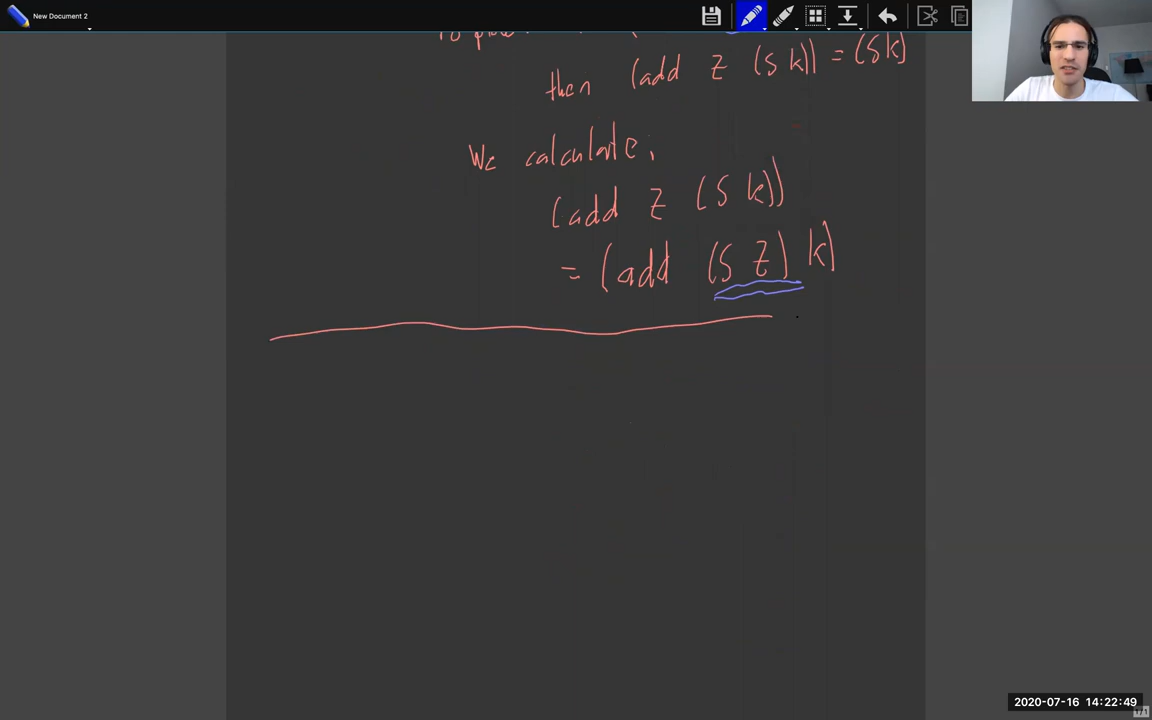 New Document 2
then (add Z (S k)) = (S k)
We calculate:
(add Z (S k))
= (add (S Z) k)
2020-07-16 14:22:49